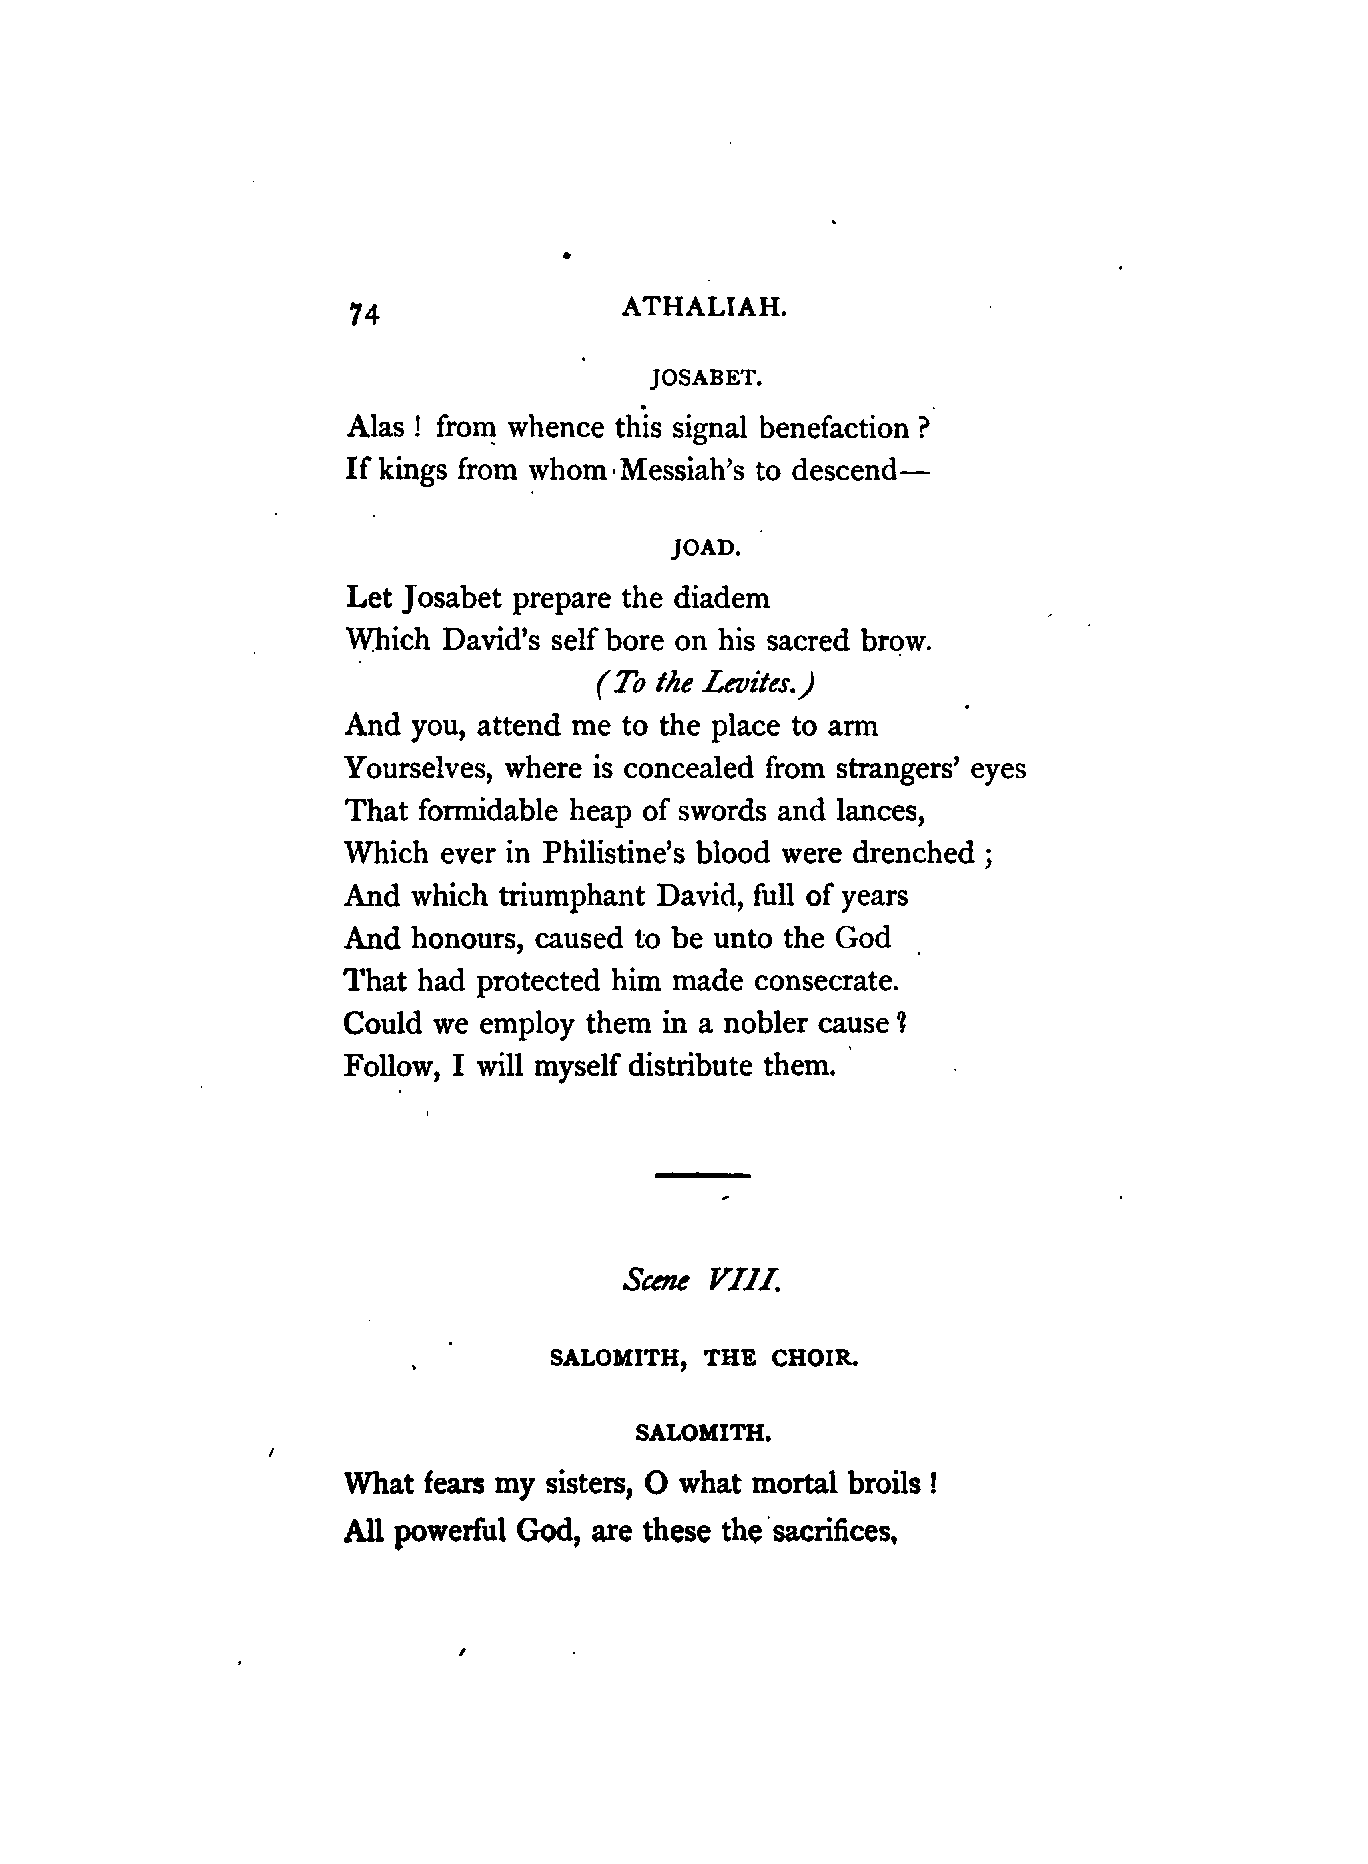 74 ATHALIAH.
JOSABET.
Alas ! from whence this signal benefaction ?
If kings from whom Messiah's to descend—
JOAD.
Let Josabet prepare the diadem
Which David's self bore on his sacred brow.
(To the Levites.)
And you, attend me to the place to arm
Yourselves, where is concealed from strangers' eyes
That formidable heap of swords and lances,
Which ever in Philistine's blood were drenched ;
And which triumphant David, full of years
And honours, caused to be unto the God
That had protected him made consecrate.
Could we employ them in a nobler cause ?
Follow, I will myself distribute them.
Scene VIII.
SALOMITH, THE CHOIR.
SALOMITH.
What fears my sisters, O what mortal broils !
All powerful God, are these the sacrifices,